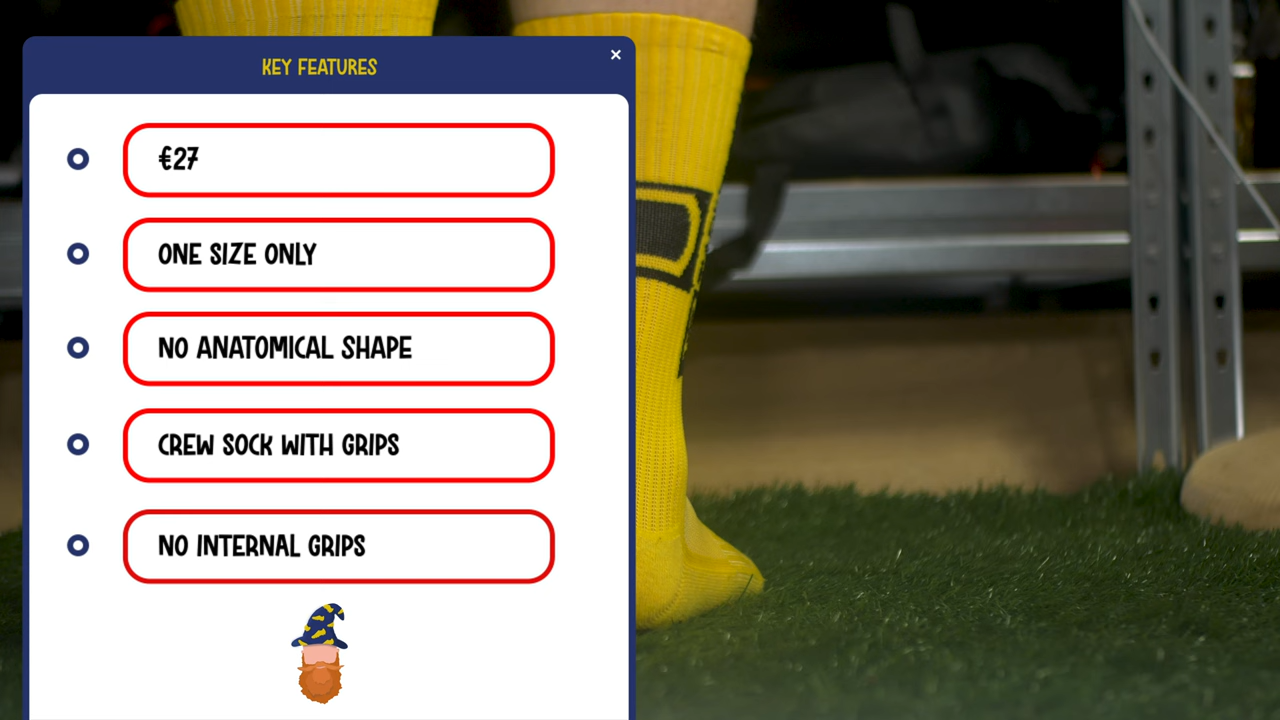 KEY FEATURES
×
€27
ONE SIZE ONLY
NO ANATOMICAL SHAPE
CREW SOCK WITH GRIPS
NO INTERNAL GRIPS